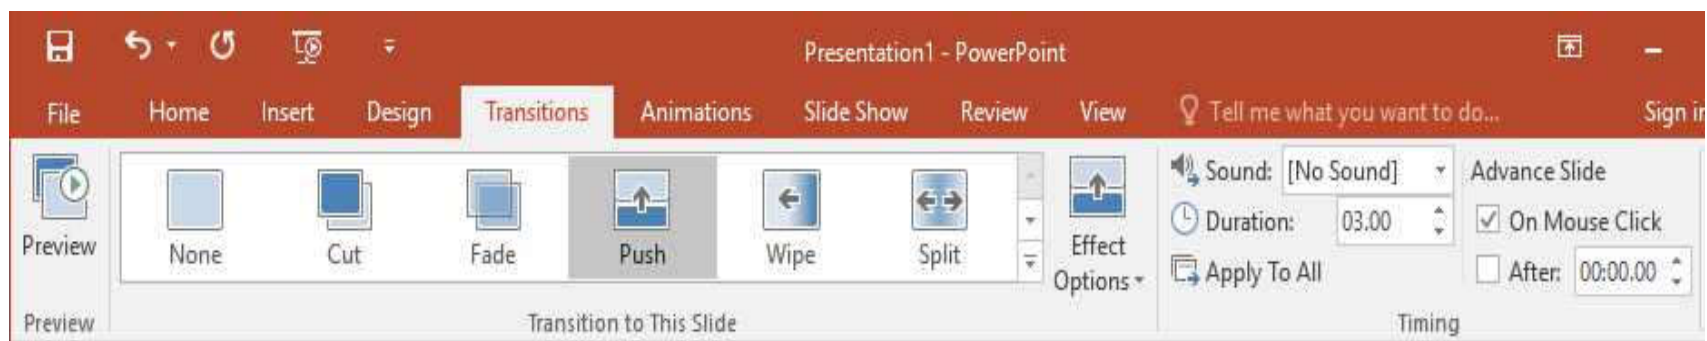 Presentation1 - PowerPoint
File Home Insert Design Transitions Animations Slide Show Review View Tell me what you want to do... Sign in
Preview
None Cut Fade Push Wipe Split
Effect
Options
Sound: [No Sound]
Duration: 03.00
Apply To All
Advance Slide
On Mouse Click
After: 00:00.00
Preview Transition to This Slide Timing